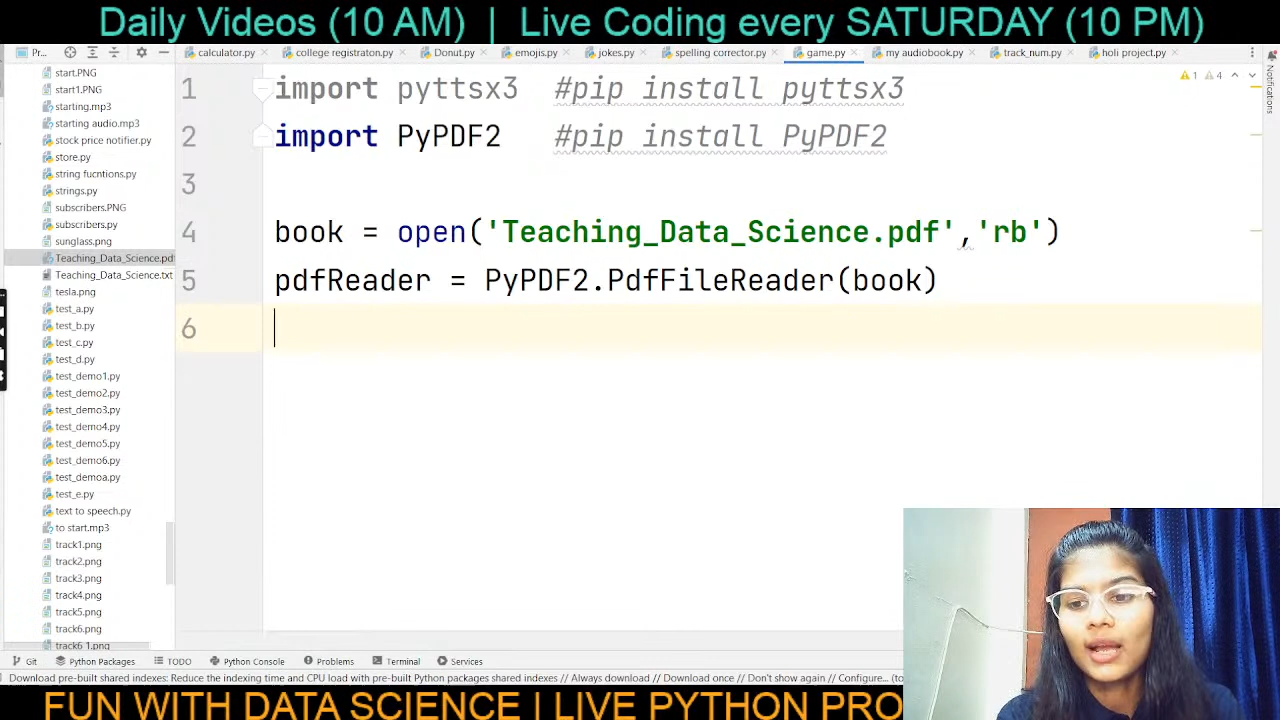 Daily Videos (10 AM) | Live Coding every SATURDAY (10 PM)
Pr...
calculator.py
college registraton.py
Donut.py
emojis.py
jokes.py
spelling corrector.py
game.py
my audiobook.py
track_num.py
holi project.py
start.PNG
start1.PNG
starting.mp3
starting audio.mp3
stock price notifier.py
store.py
string fucntions.py
strings.py
subscribers.PNG
subscribers.py
sunglass.png
Teaching_Data_Science.pdf
Teaching_Data_Science.txt
tesla.png
test_a.py
test_b.py
test_c.py
test_d.py
test_demo1.py
test_demo2.py
test_demo3.py
test_demo4.py
test_demo5.py
test_demo6.py
test_demoa.py
test_e.py
text to speech.py
to start.mp3
track1.png
track2.png
track3.png
track4.png
track5.png
track6.png
track6_1.png
1 import pyttsx3 #pip install pyttsx3
2 import PyPDF2 #pip install PyPDF2
3
4 book = open('Teaching_Data_Science.pdf','rb')
5 pdfReader = PyPDF2.PdfFileReader(book)
6
1 4
Notifications
Git
Python Packages
TODO
Python Console
Problems
Terminal
Services
Download pre-built shared indexes: Reduce the indexing time and CPU load with pre-built Python packages shared indexes // Always download // Download once // Don't show again // Configure... (to
FUN WITH DATA SCIENCE | LIVE PYTHON PRO